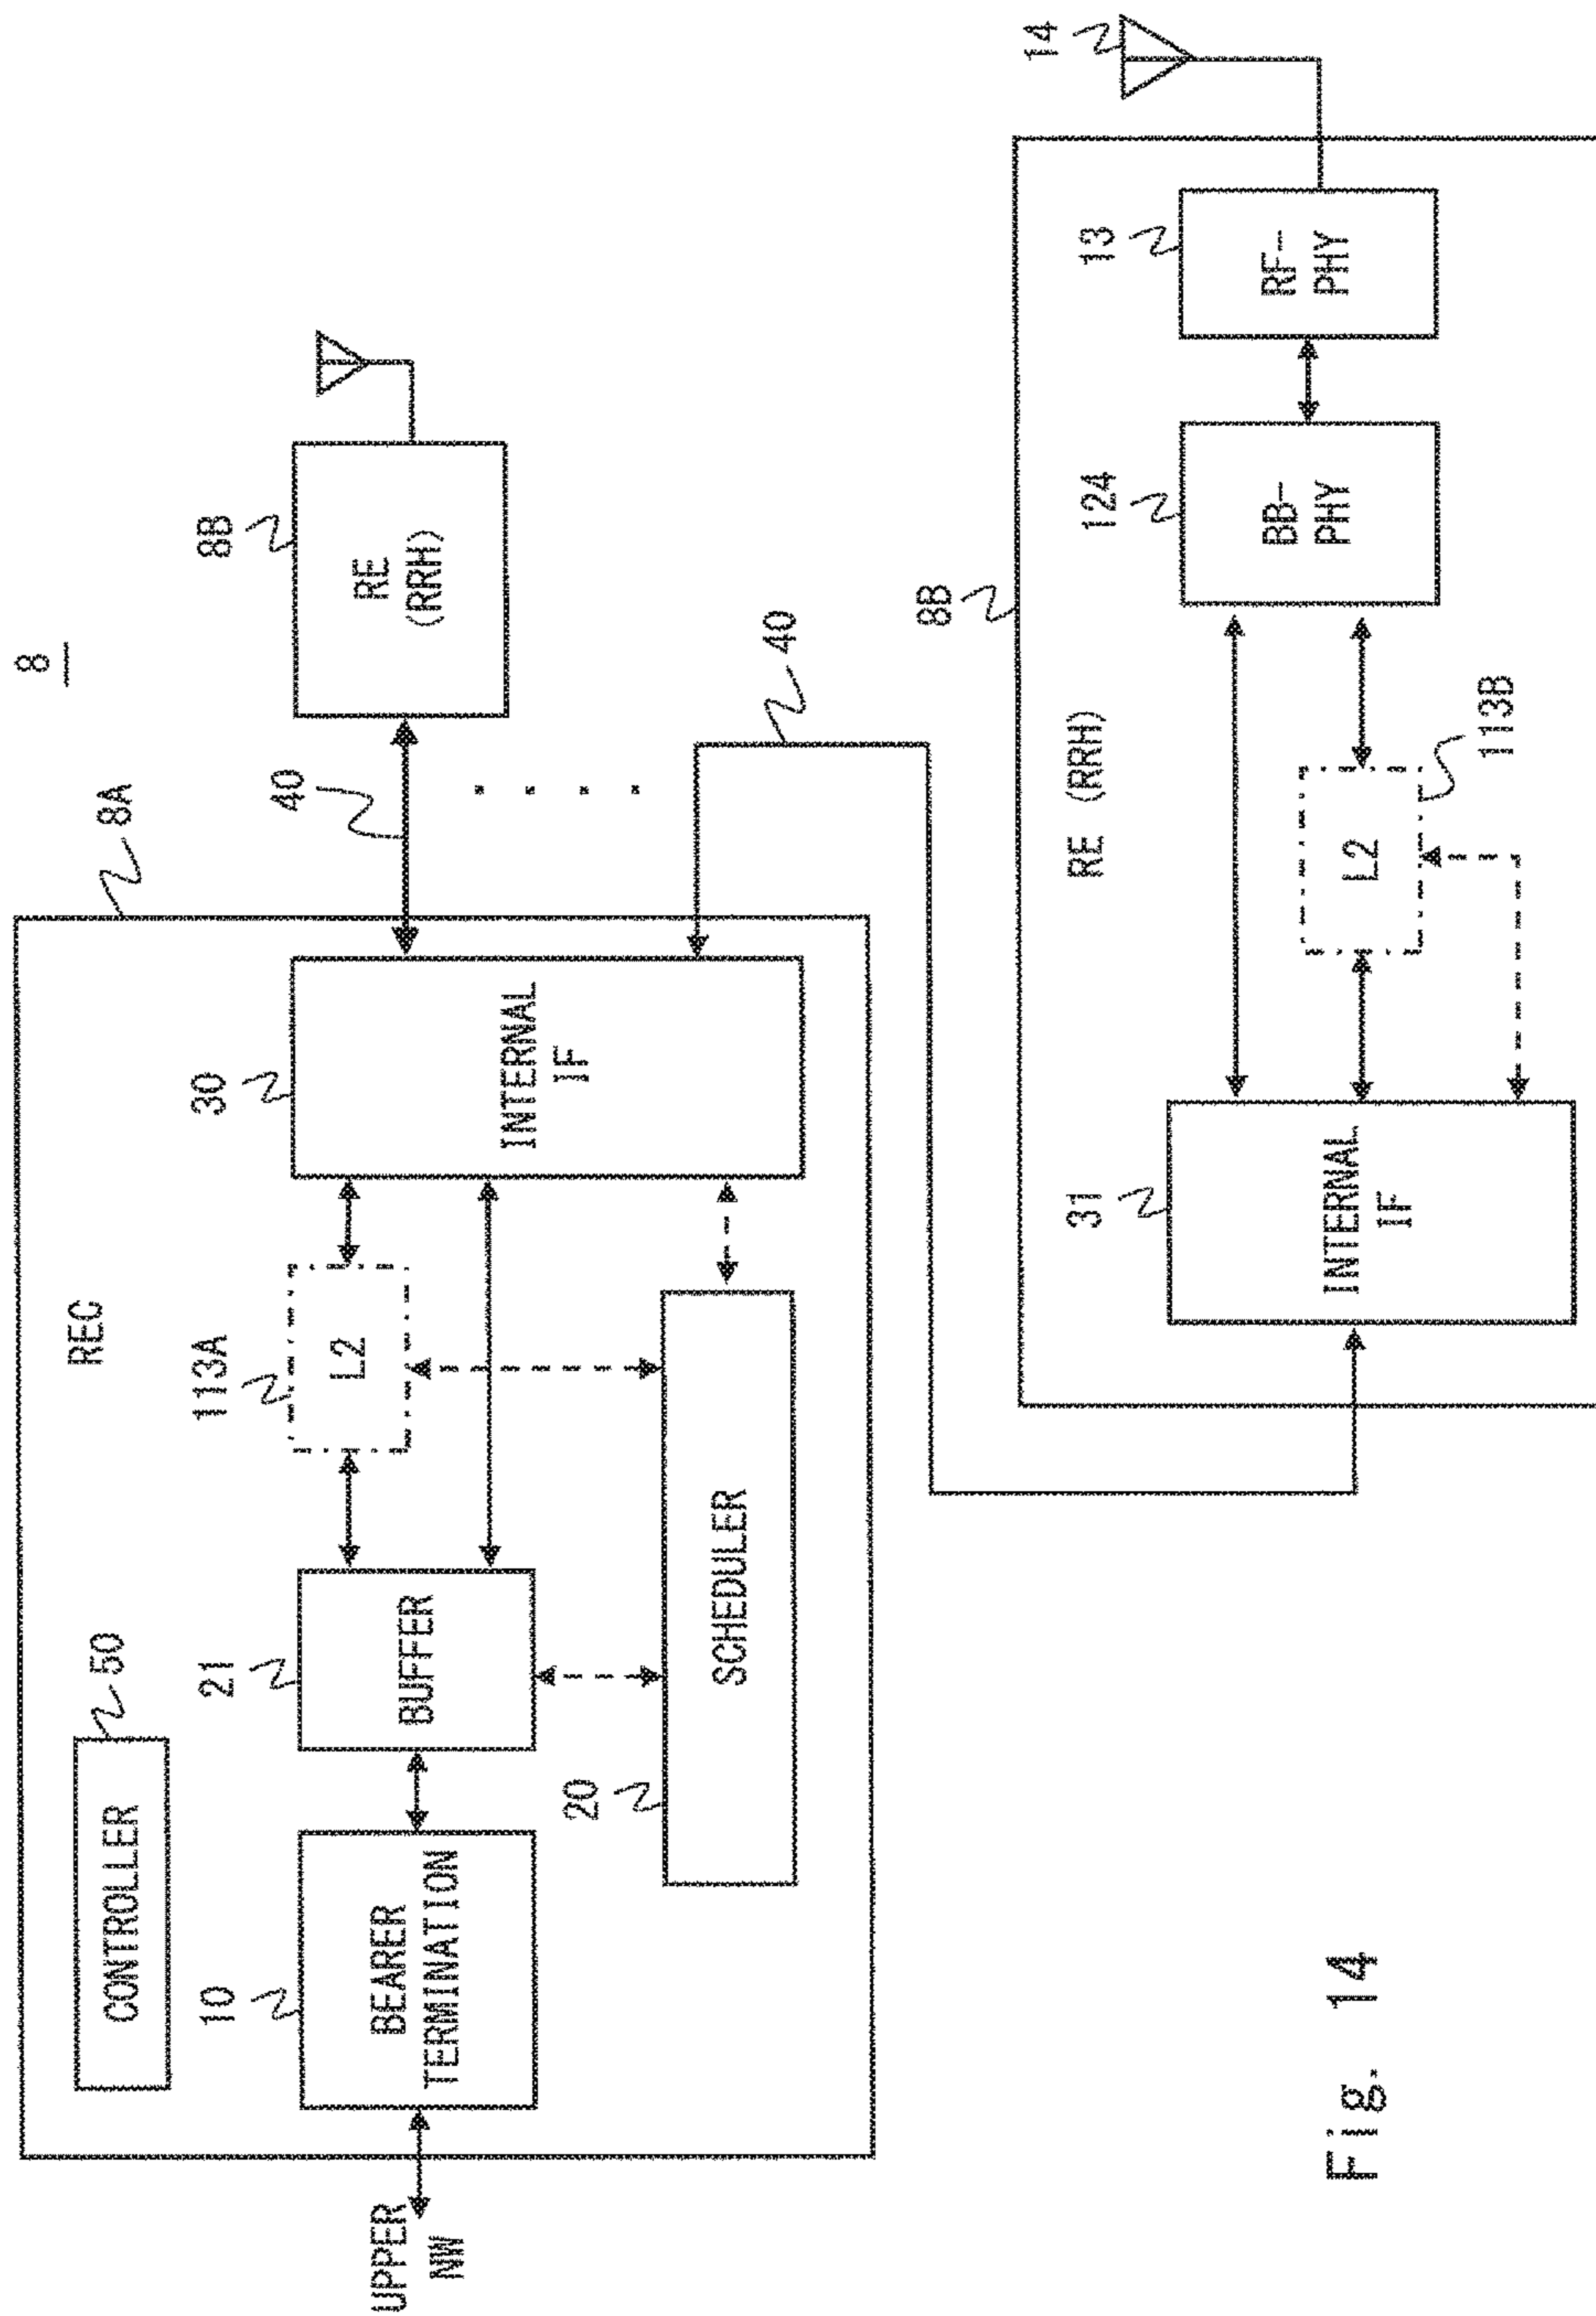 8
8A
REC
CONTROLLER
50
10
BEARER
TERMINATION
21
BUFFER
113A
L2
30
INTERNAL
IF
20
SCHEDULER
UPPER
NW
40
8B
RE
(RRH)
40
8B
RE (RRH)
31
INTERNAL
IF
L2
113B
124
BB-
PHY
13
RF-
PHY
14
Fig. 14